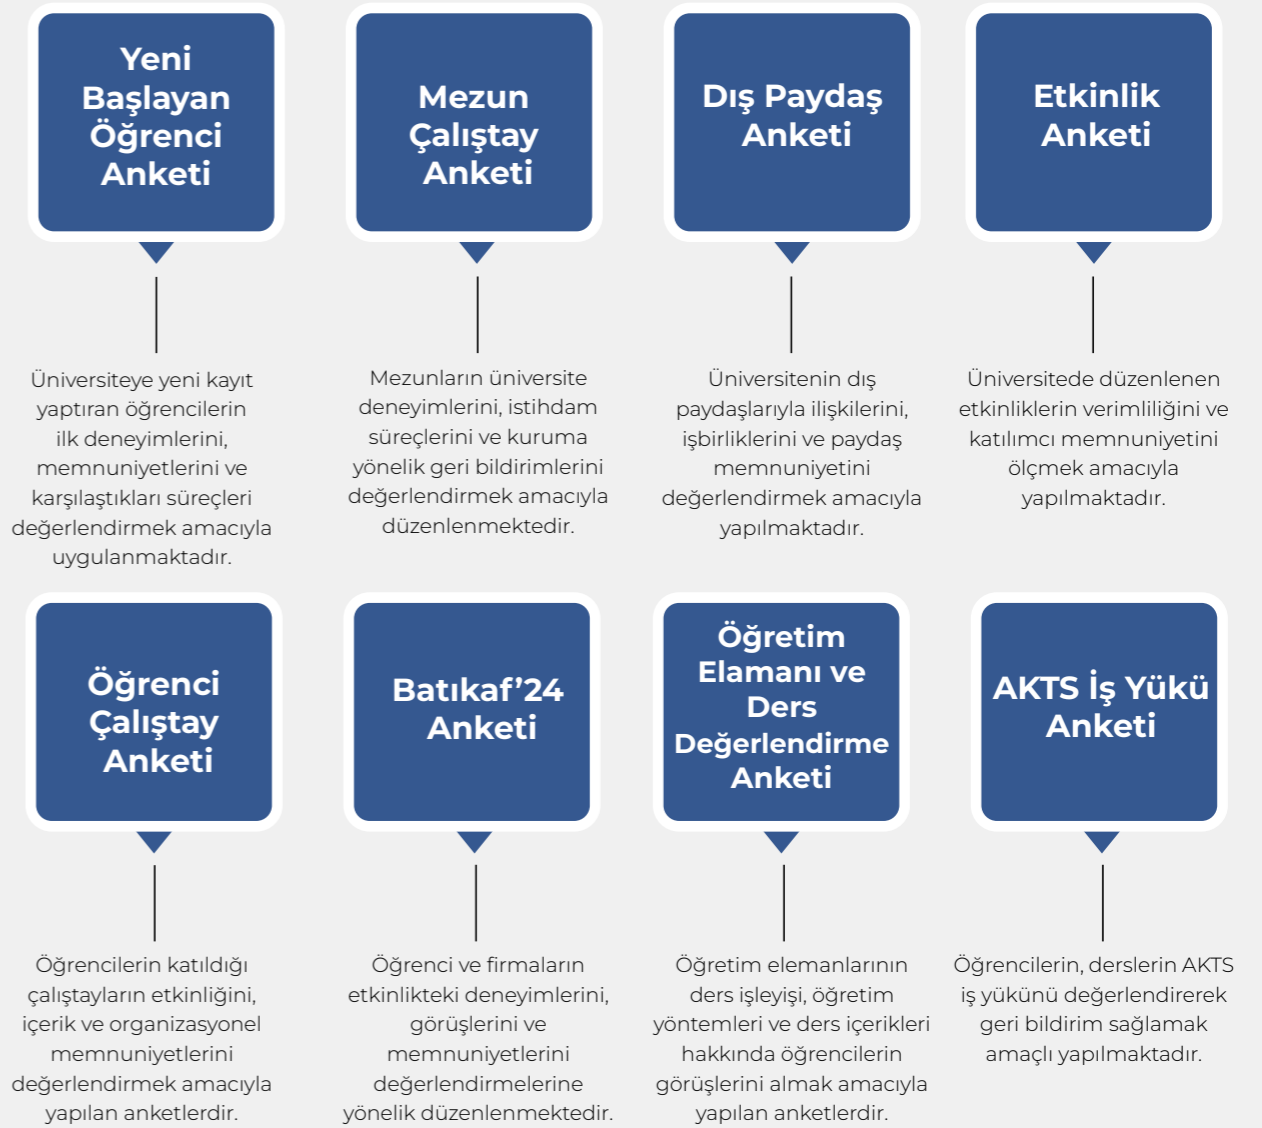 Yeni
Başlayan
Öğrenci
Anketi
Mezun
Çalıştay
Anketi
Dış Paydaş
Anketi
Etkinlik
Anketi
Üniversiteye yeni kayıt
yaptıran öğrencilerin
ilk deneyimlerini,
memnuniyetlerini ve
karşılaştıkları süreçleri
değerlendirmek amacıyla
uygulanmaktadır.
Mezunların üniversite
deneyimlerini, istihdam
süreçlerini ve kuruma
yönelik geri bildirimlerini
değerlendirmek amacıyla
düzenlenmektedir.
Üniversitenin dış
paydaşlarıyla ilişkilerini,
işbirliklerini ve paydaş
memnuniyetini
değerlendirmek amacıyla
yapılmaktadır.
Üniversitede düzenlenen
etkinliklerin verimliliğini ve
katılımcı memnuniyetini
ölçmek amacıyla
yapılmaktadır.
Öğrenci
Çalıştay
Anketi
Batıkaf’24
Anketi
Öğretim
Elamanı ve
Ders
Değerlendirme
Anketi
AKTS İş Yükü
Anketi
Öğrencilerin katıldığı
çalıştayların etkinliğini,
içerik ve organizasyonel
memnuniyetlerini
değerlendirmek amacıyla
yapılan anketlerdir.
Öğrenci ve firmaların
etkinlikteki deneyimlerini,
görüşlerini ve
memnuniyetlerini
değerlendirmelerine
yönelik düzenlenmektedir.
Öğretim elemanlarının
ders işleyişi, öğretim
yöntemleri ve ders içerikleri
hakkında öğrencilerin
görüşlerini almak amacıyla
yapılan anketlerdir.
Öğrencilerin, derslerin AKTS
iş yükünü değerlendirerek
geri bildirim sağlamak
amaçlı yapılmaktadır.